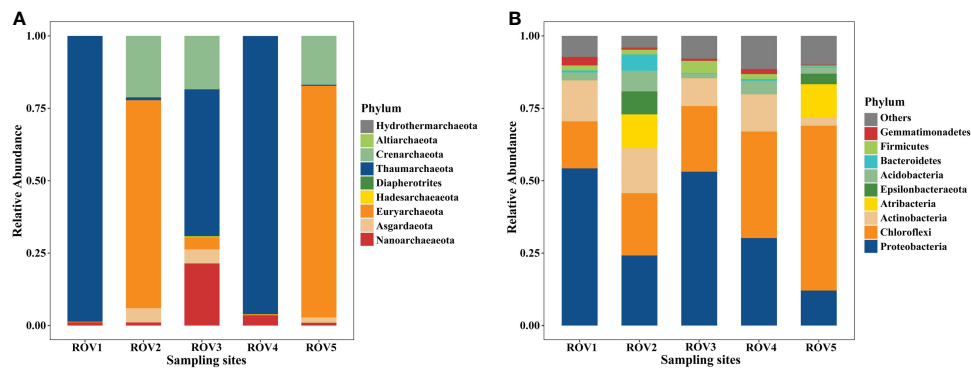 A
Relative Abundance
1.00
0.75
0.50
0.25
0.00
ROV1 ROV2 ROV3 ROV4 ROV5
Sampling sites
Phylum
Hydrothermarchaeota
Altiarchaeota
Crenarchaeota
Thaumarchaeota
Diapherotrites
Hadesarchaeaeota
Euryarchaeota
Asgardaeota
Nanoarchaeaeota
B
Relative Abundance
1.00
0.75
0.50
0.25
0.00
ROV1 ROV2 ROV3 ROV4 ROV5
Sampling sites
Phylum
Others
Gemmatimonadetes
Firmicutes
Bacteroidetes
Acidobacteria
Epsilonbacteraeota
Atribacteria
Actinobacteria
Chloroflexi
Proteobacteria